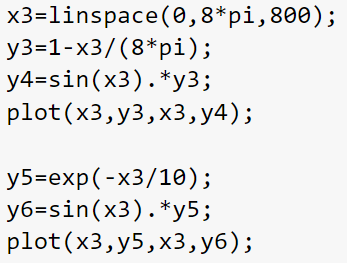 x3=linspace(0,8*pi,800);
y3=1-x3/(8*pi);
y4=sin(x3).*y3;
plot(x3,y3,x3,y4);
y5=exp(-x3/10);
y6=sin(x3).*y5;
plot(x3,y5,x3,y6);